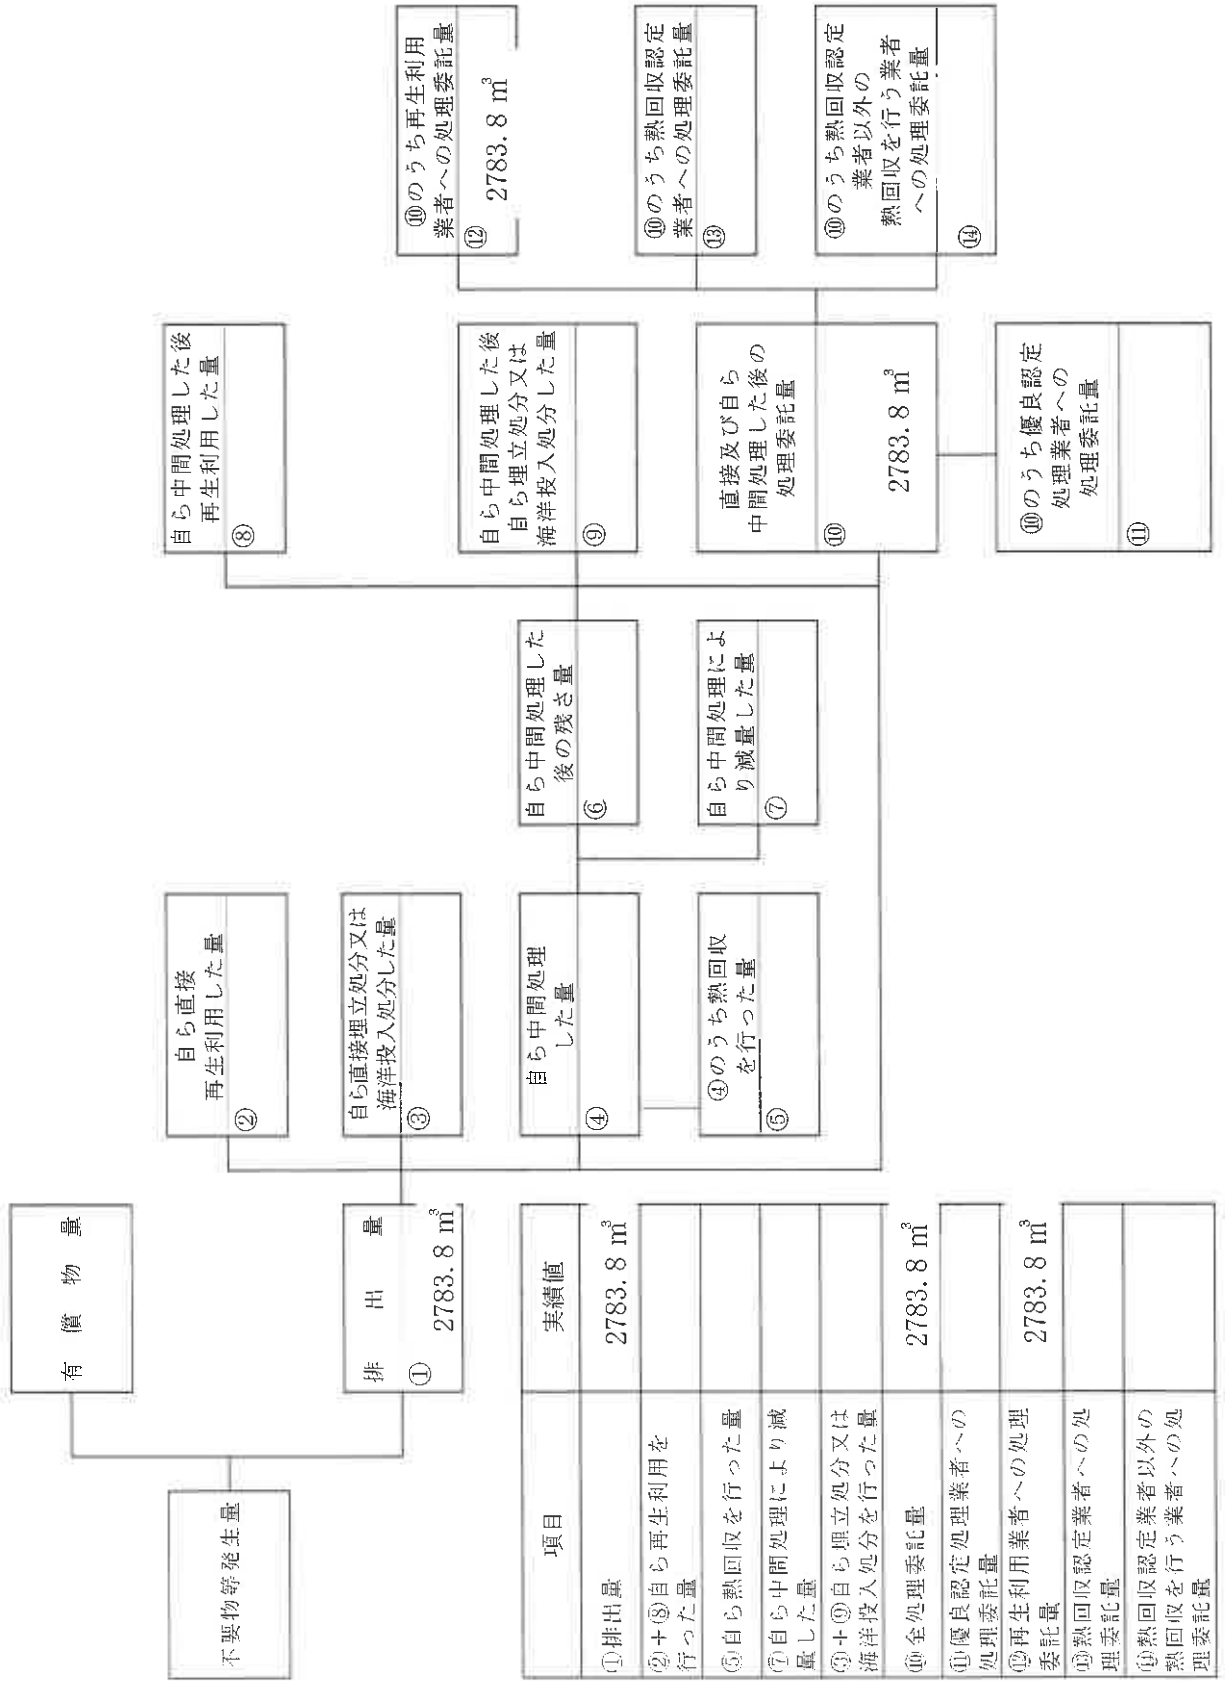 不要物等発生量
有償物量
排出量
① 2783.8 m³
自ら直接
再生利用した量
②
自ら直接埋立処分又は
海洋投入処分した量
③
自ら中間処理
した量
④
④のうち熱回収
を行った量
⑤
自ら中間処理した
後の残さ量
⑥
自ら中間処理によ
り減量した量
⑦
自ら中間処理した後
再生利用した量
⑧
自ら中間処理した後
自ら埋立処分又は
海洋投入処分した量
⑨
直接及び自ら
中間処理した後の
処理委託量
⑩ 2783.8 m³
⑩のうち優良認定
処理業者への
処理委託量
⑪
⑩のうち再生利用
業者への処理委託量
⑫ 2783.8 m³
⑩のうち熱回収認定
業者への処理委託量
⑬
⑩のうち熱回収認定
業者以外の
熱回収を行う業者
への処理委託量
⑭
項目 実績値
①排出量 2783.8 m³
②+⑧自ら再生利用を
行った量
⑤自ら熱回収を行った量
⑦自ら中間処理により減
量した量
③+⑨自ら埋立処分又は
海洋投入処分を行った量
⑩全処理委託量 2783.8 m³
⑪優良認定処理業者への
処理委託量
⑫再生利用業者への処理
委託量 2783.8 m³
⑬熱回収認定業者への処
理委託量
⑭熱回収認定業者以外の
熱回収を行う業者への処
理委託量